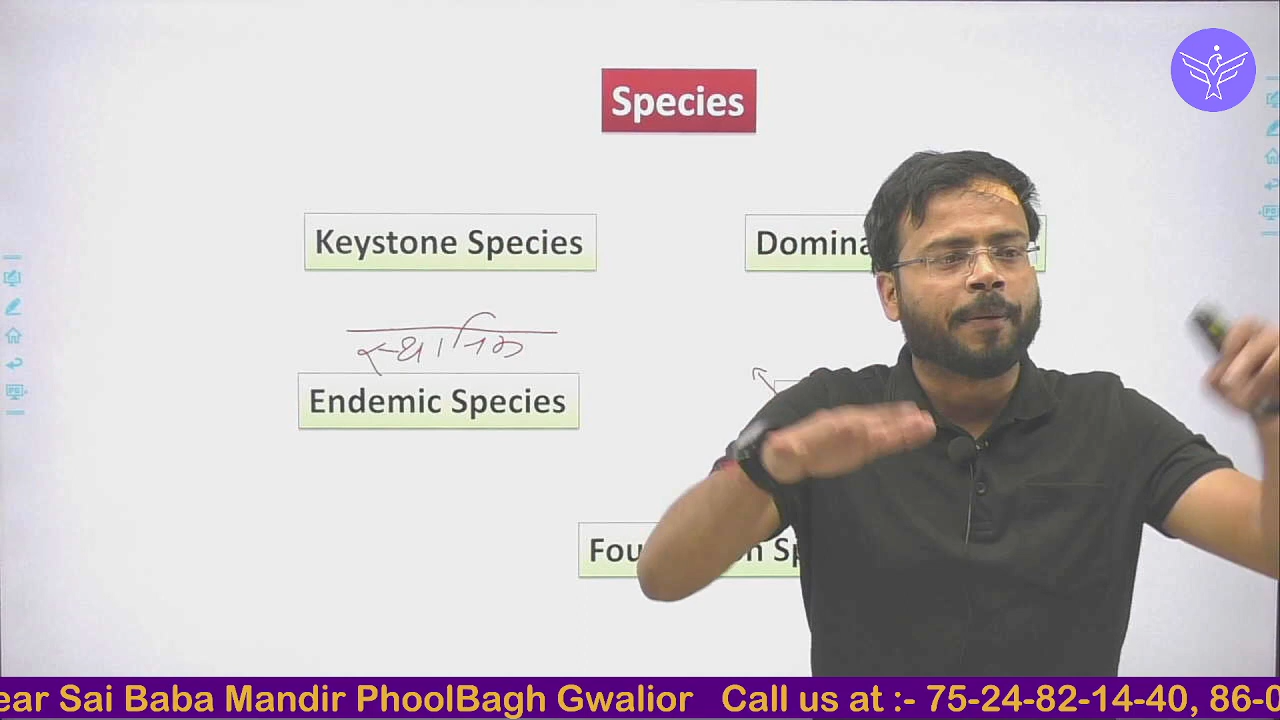 Species
Keystone Species
Domina
स्थानिक
Endemic Species
Fou n Sp
ear Sai Baba Mandir PhoolBagh Gwalior Call us at :- 75-24-82-14-40, 86-0